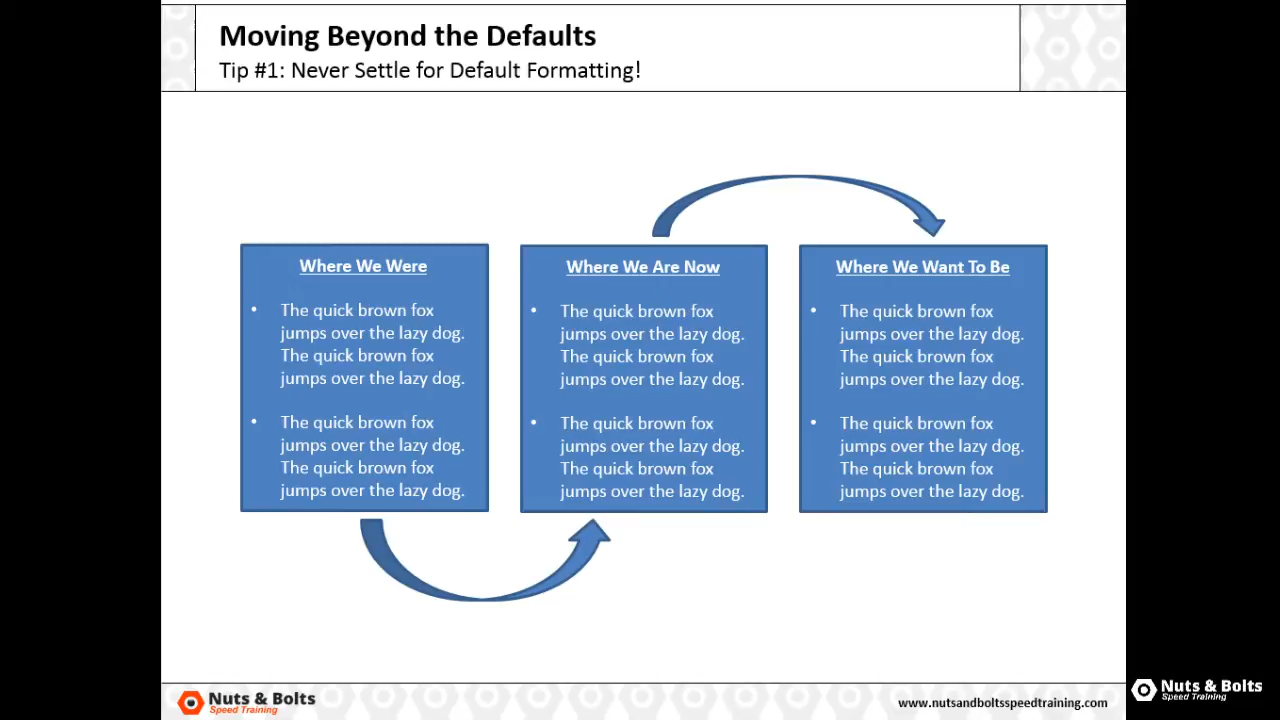 Moving Beyond the Defaults
Tip #1: Never Settle for Default Formatting!
Where We Were
• The quick brown fox
jumps over the lazy dog.
The quick brown fox
jumps over the lazy dog.
• The quick brown fox
jumps over the lazy dog.
The quick brown fox
jumps over the lazy dog.
Where We Are Now
• The quick brown fox
jumps over the lazy dog.
The quick brown fox
jumps over the lazy dog.
• The quick brown fox
jumps over the lazy dog.
The quick brown fox
jumps over the lazy dog.
Where We Want To Be
• The quick brown fox
jumps over the lazy dog.
The quick brown fox
jumps over the lazy dog.
• The quick brown fox
jumps over the lazy dog.
The quick brown fox
jumps over the lazy dog.
Nuts & Bolts
Speed Training
www.nutsandboltsspeedtraining.com
Nuts & Bolts
Speed Training